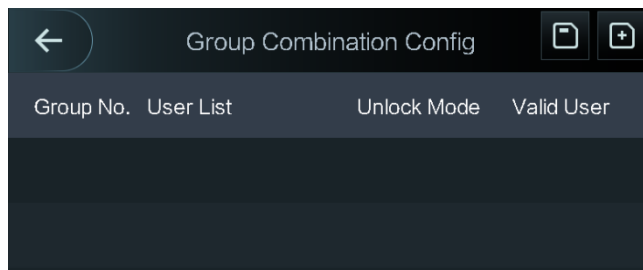 Group Combination Config
Group No. User List Unlock Mode Valid User